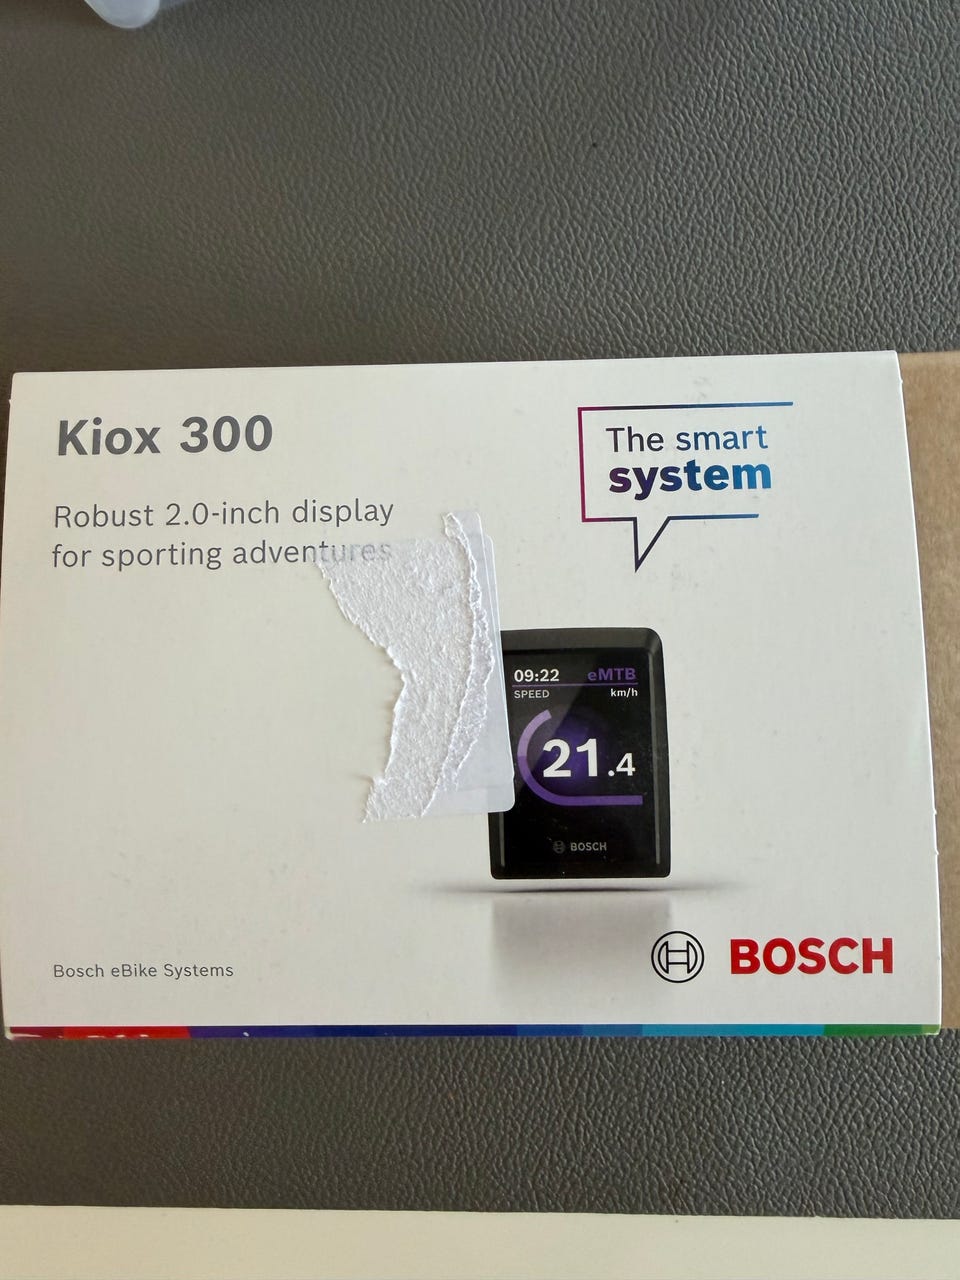 Kiox 300
Robust 2.0-inch display
for sporting adventures
The smart
system
09:22 eMTB
SPEED km/h
21.4
BOSCH
Bosch eBike Systems
BOSCH